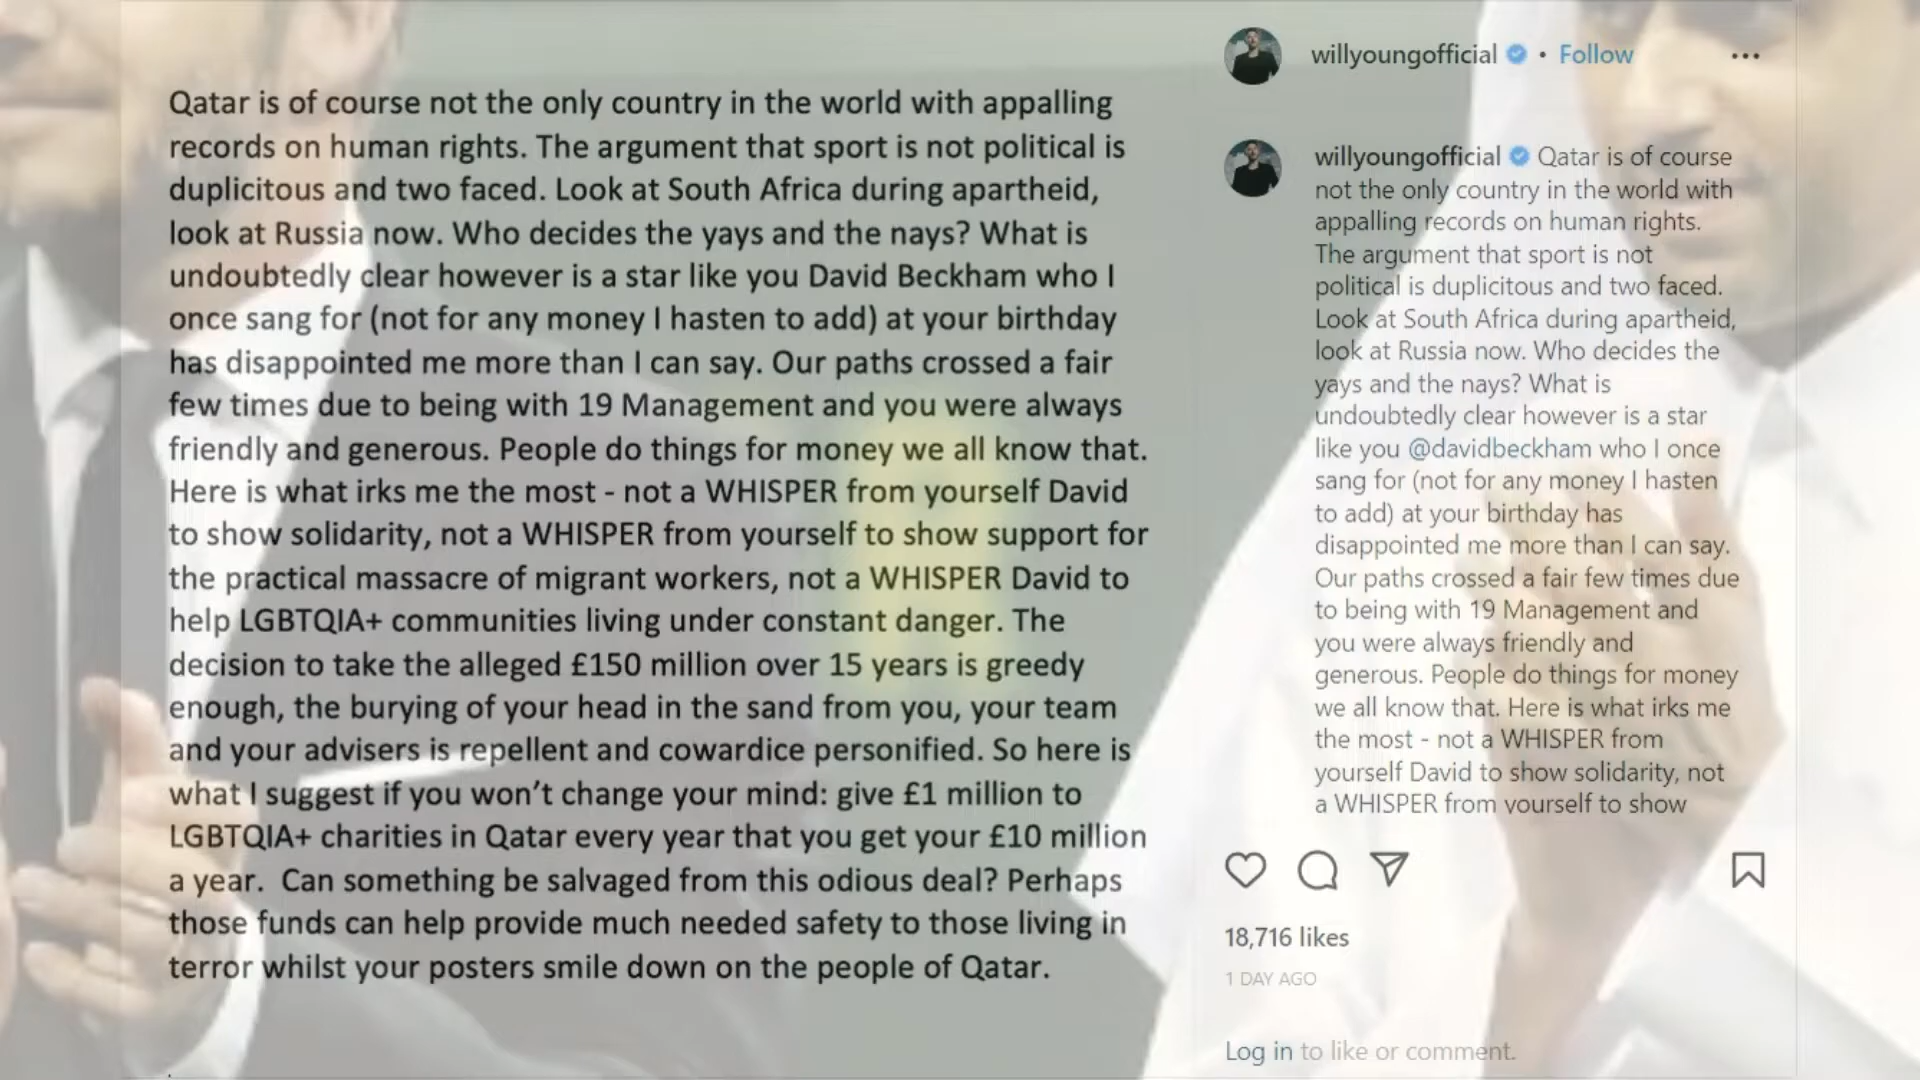 Qatar is of course not the only country in the world with appalling
records on human rights. The argument that sport is not political is
duplicitous and two faced. Look at South Africa during apartheid,
look at Russia now. Who decides the yays and the nays? What is
undoubtedly clear however is a star like you David Beckham who I
once sang for (not for any money I hasten to add) at your birthday
has disappointed me more than I can say. Our paths crossed a fair
few times due to being with 19 Management and you were always
friendly and generous. People do things for money we all know that.
Here is what irks me the most - not a WHISPER from yourself David
to show solidarity, not a WHISPER from yourself to show support for
the practical massacre of migrant workers, not a WHISPER David to
help LGBTQIA+ communities living under constant danger. The
decision to take the alleged £150 million over 15 years is greedy
enough, the burying of your head in the sand from you, your team
and your advisers is repellent and cowardice personified. So here is
what I suggest if you won’t change your mind: give £1 million to
LGBTQIA+ charities in Qatar every year that you get your £10 million
a year.  Can something be salvaged from this odious deal? Perhaps
those funds can help provide much needed safety to those living in
terror whilst your posters smile down on the people of Qatar.
willyoungofficial • Follow
willyoungofficial Qatar is of course
not the only country in the world with
appalling records on human rights.
The argument that sport is not
political is duplicitous and two faced.
Look at South Africa during apartheid,
look at Russia now. Who decides the
yays and the nays? What is
undoubtedly clear however is a star
like you @davidbeckham who I once
sang for (not for any money I hasten
to add) at your birthday has
disappointed me more than I can say.
Our paths crossed a fair few times due
to being with 19 Management and
you were always friendly and
generous. People do things for money
we all know that. Here is what irks me
the most - not a WHISPER from
yourself David to show solidarity, not
a WHISPER from yourself to show
18,716 likes
1 DAY AGO
Log in to like or comment.